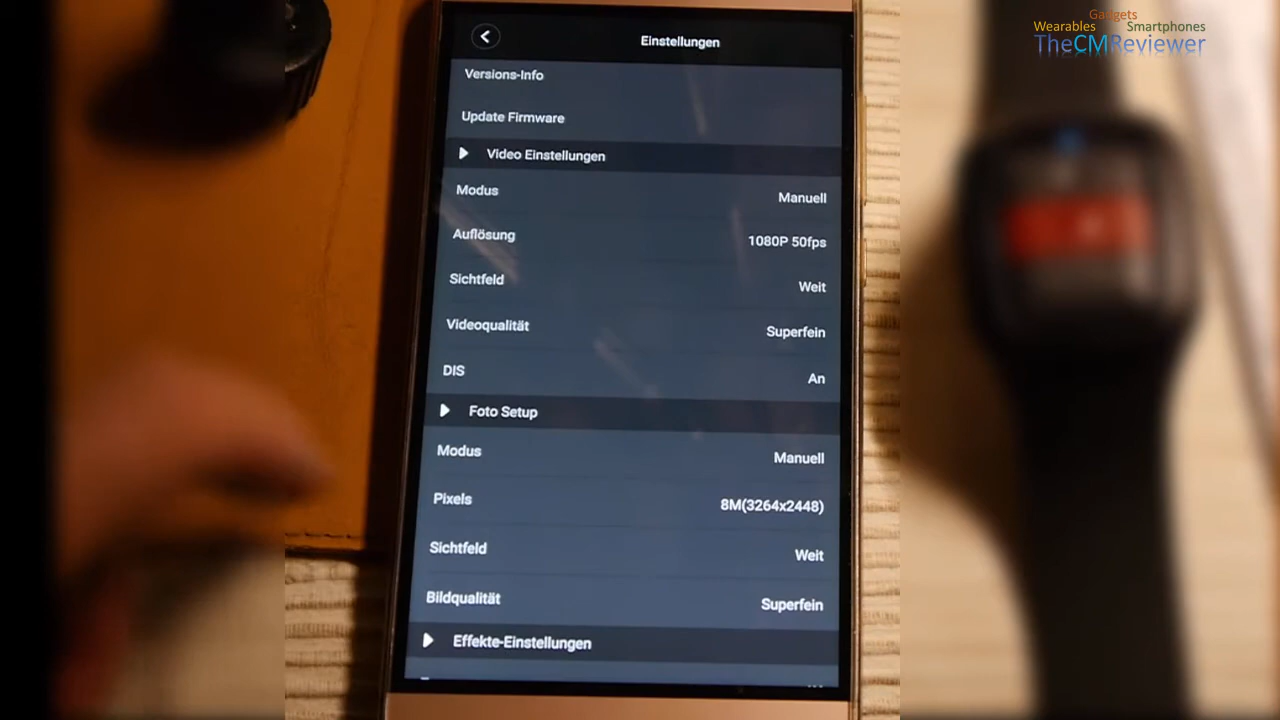 Gadgets
Wearables Smartphones
TheCMReviewer
Einstellungen
Versions-Info
Update Firmware
Video Einstellungen
Modus Manuell
Auflösung 1080P 50fps
Sichtfeld Weit
Videoqualität Superfein
DIS An
Foto Setup
Modus Manuell
Pixels 8M(3264x2448)
Sichtfeld Weit
Bildqualität Superfein
Effekte-Einstellungen